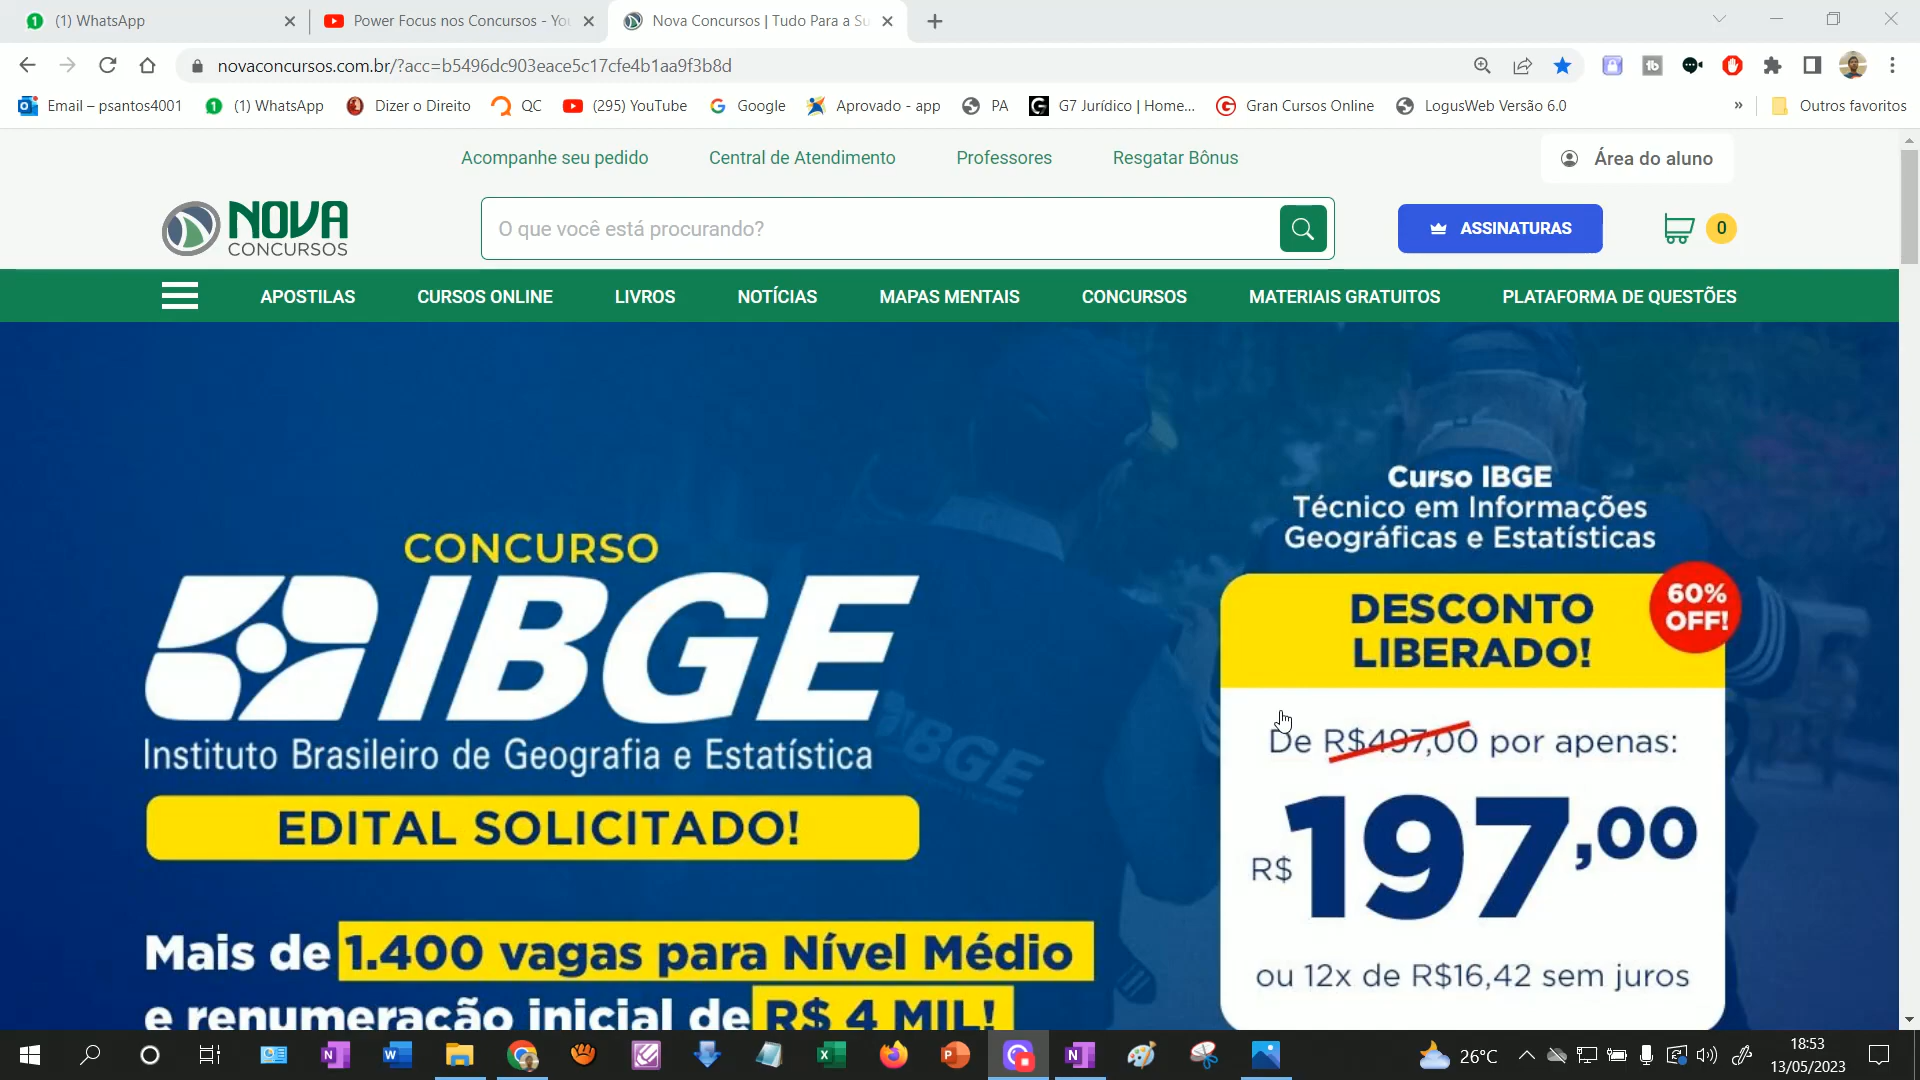 (1) WhatsApp
Power Focus nos Concursos - You
Nova Concursos | Tudo Para a Su
novaconcursos.com.br/?acc=b5496dc903eace5c17cfe4b1aa9f3b8d
Email – psantos4001
(1) WhatsApp
Dizer o Direito
QC
(295) YouTube
Google
Aprovado - app
PA
G7 Jurídico | Home...
Gran Cursos Online
LogusWeb Versão 6.0
»
Outros favoritos
Acompanhe seu pedido
Central de Atendimento
Professores
Resgatar Bônus
Área do aluno
NOVA
CONCURSOS
O que você está procurando?
ASSINATURAS
0
APOSTILAS
CURSOS ONLINE
LIVROS
NOTÍCIAS
MAPAS MENTAIS
CONCURSOS
MATERIAIS GRATUITOS
PLATAFORMA DE QUESTÕES
CONCURSO
IBGE
Instituto Brasileiro de Geografia e Estatística
EDITAL SOLICITADO!
Mais de 1.400 vagas para Nível Médio
e renumeração inicial de R$ 4 MIL!
Curso IBGE
Técnico em Informações
Geográficas e Estatísticas
DESCONTO
LIBERADO!
60%
OFF!
De R$497,00 por apenas:
R$197,00
ou 12x de R$16,42 sem juros
IBGE
26°C
18:53
13/05/2023